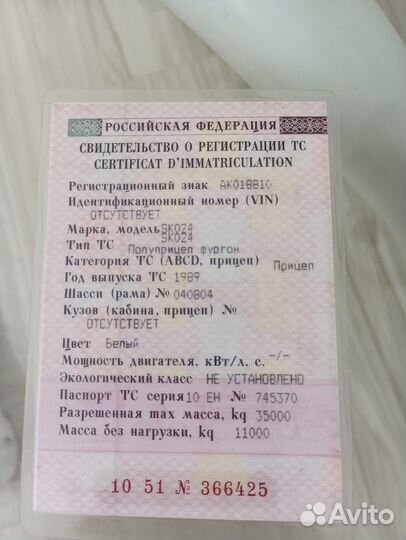 РОССИЙСКАЯ ФЕДЕРАЦИЯ
СВИДЕТЕЛЬСТВО О РЕГИСТРАЦИИ ТС
CERTIFICAT D'IMMATRICULATION
Регистрационный знак АК018810
Идентификационный номер (VIN)
ОТСУТСТВУЕТ
Марка, модель SK024
Тип ТС SK024
Полуприцеп фургон
Категория ТС (ABCD, прицеп) Прицеп
Год выпуска ТС 1989
Шасси (рама) № 040804
Кузов (кабина, прицеп) №
ОТСУТСТВУЕТ
Цвет Белый
Мощность двигателя, кВт/л. с. -/-
Экологический класс НЕ УСТАНОВЛЕНО
Паспорт ТС серия 10 ЕН № 745370
Разрешенная max масса, kg 35000
Масса без нагрузки, kg 11000
10 51 № 366425
Avito